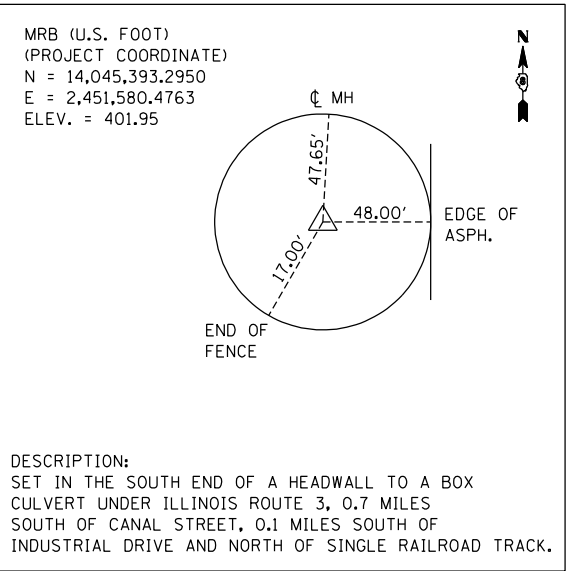 MRB (U.S. FOOT)
(PROJECT COORDINATE)
N = 14,045,393.2950
E = 2,451,580.4763
ELEV. = 401.95
N
℄ MH
47.65'
48.00'
EDGE OF
ASPH.
17.00'
END OF
FENCE
DESCRIPTION:
SET IN THE SOUTH END OF A HEADWALL TO A BOX
CULVERT UNDER ILLINOIS ROUTE 3, 0.7 MILES
SOUTH OF CANAL STREET, 0.1 MILES SOUTH OF
INDUSTRIAL DRIVE AND NORTH OF SINGLE RAILROAD TRACK.